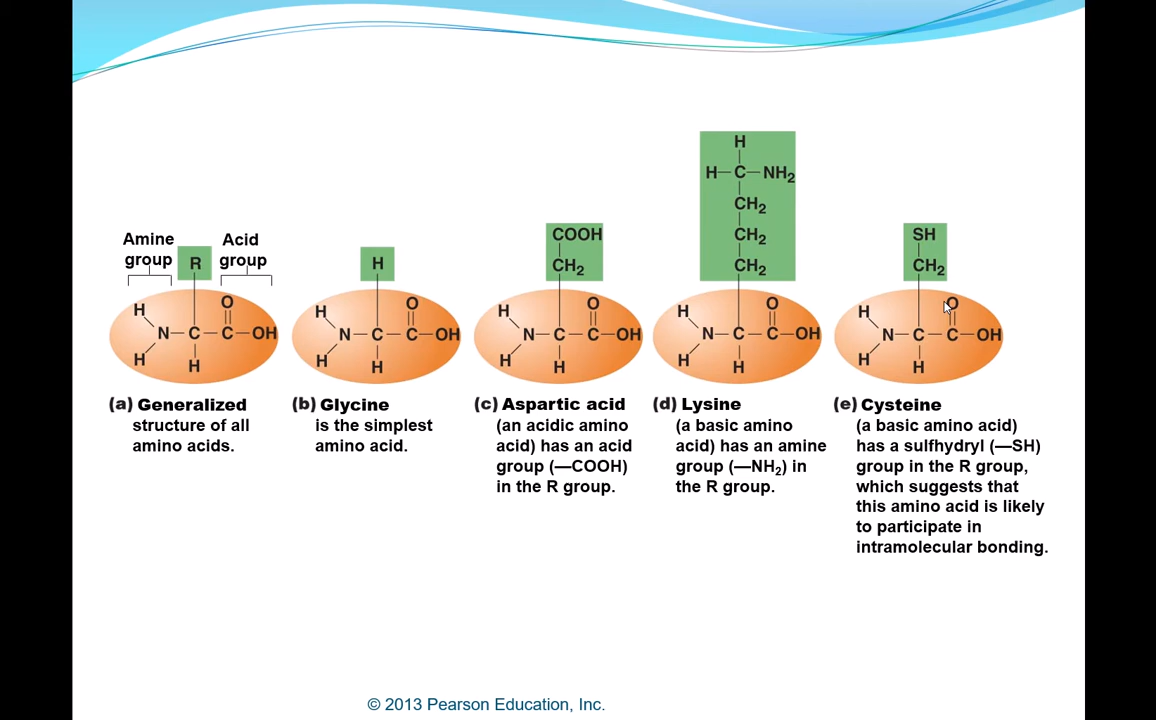 Amine
group
Acid
group
R
H
H
N
C
C
O
OH
H
(a) Generalized
structure of all
amino acids.
H
H
H
N
C
C
O
OH
H
(b) Glycine
is the simplest
amino acid.
COOH
CH2
H
H
N
C
C
O
OH
H
(c) Aspartic acid
(an acidic amino
acid) has an acid
group (—COOH)
in the R group.
H
H—C—NH2
CH2
CH2
CH2
H
H
N
C
C
O
OH
H
(d) Lysine
(a basic amino
acid) has an amine
group (—NH2) in
the R group.
SH
CH2
H
H
N
C
C
O
OH
H
(e) Cysteine
(a basic amino acid)
has a sulfhydryl (—SH)
group in the R group,
which suggests that
this amino acid is likely
to participate in
intramolecular bonding.
© 2013 Pearson Education, Inc.